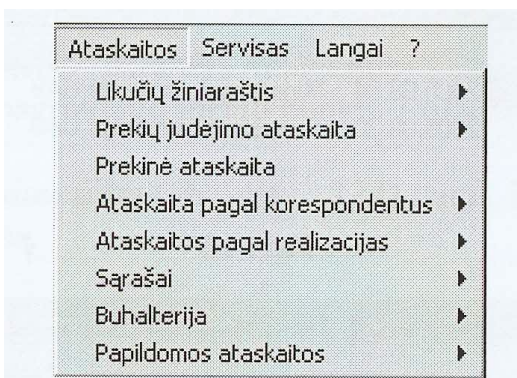 Ataskaitos Servisas Langai ?
Likučių žiniaraštis
Prekių judėjimo ataskaita
Prekinė ataskaita
Ataskaita pagal korespondentus
Ataskaitos pagal realizacijas
Sąrašai
Buhalterija
Papildomos ataskaitos